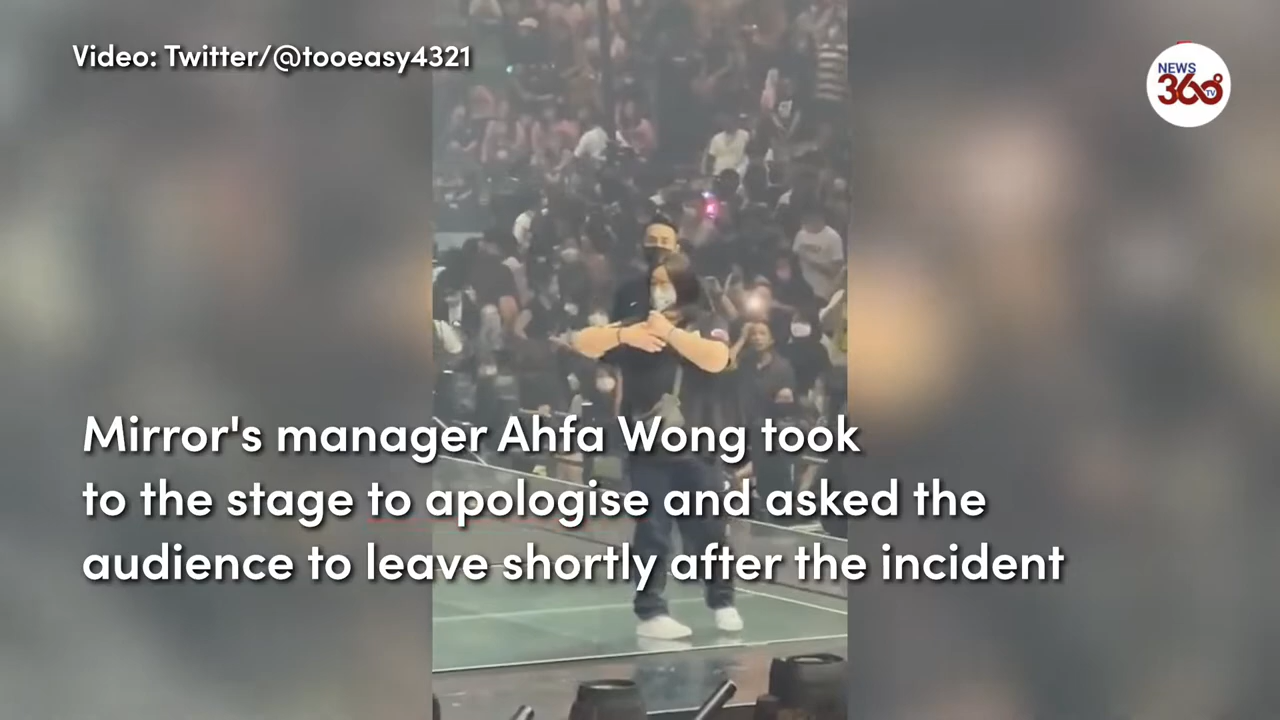 Video: Twitter/@tooeasy4321
NEWS
360
TV
Mirror's manager Ahfa Wong took
to the stage to apologise and asked the
audience to leave shortly after the incident